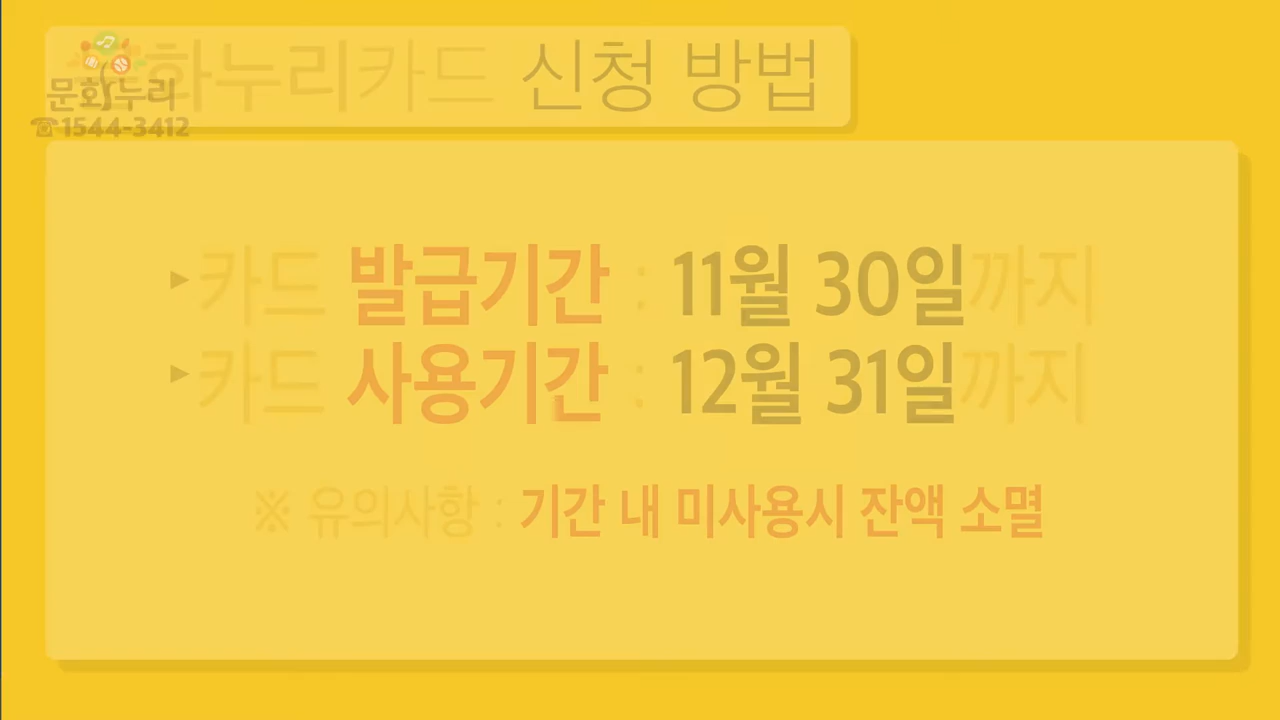 문화누리카드 신청 방법
문화누리
☎1544-3412
▸카드 발급기간 : 11월 30일까지
▸카드 사용기간 : 12월 31일까지
※ 유의사항 : 기간 내 미사용시 잔액 소멸